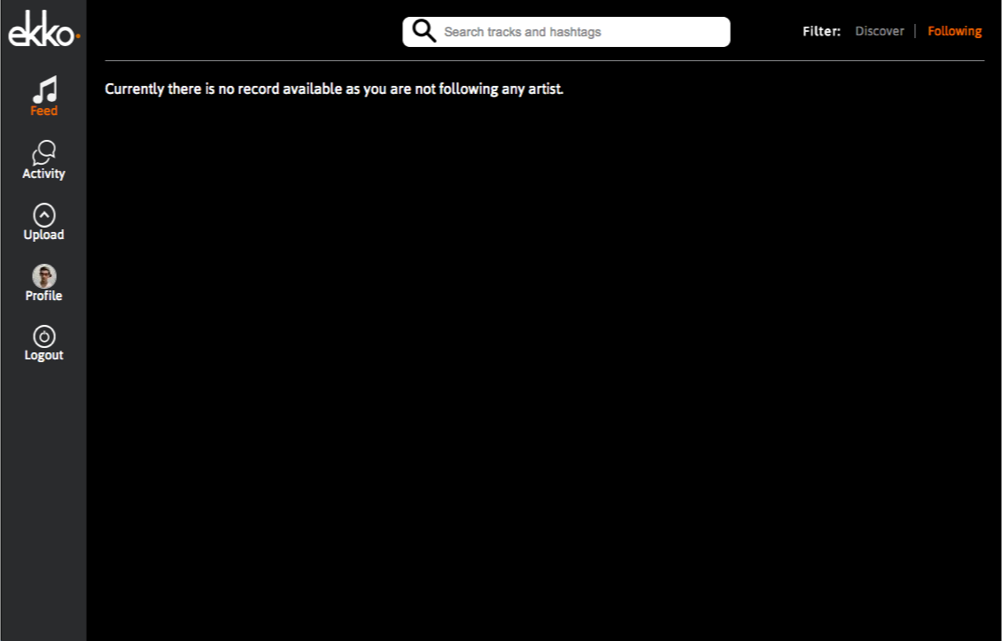 ekko
Search tracks and hashtags
Filter: Discover | Following
Currently there is no record available as you are not following any artist.
Feed
Activity
Upload
Profile
Logout